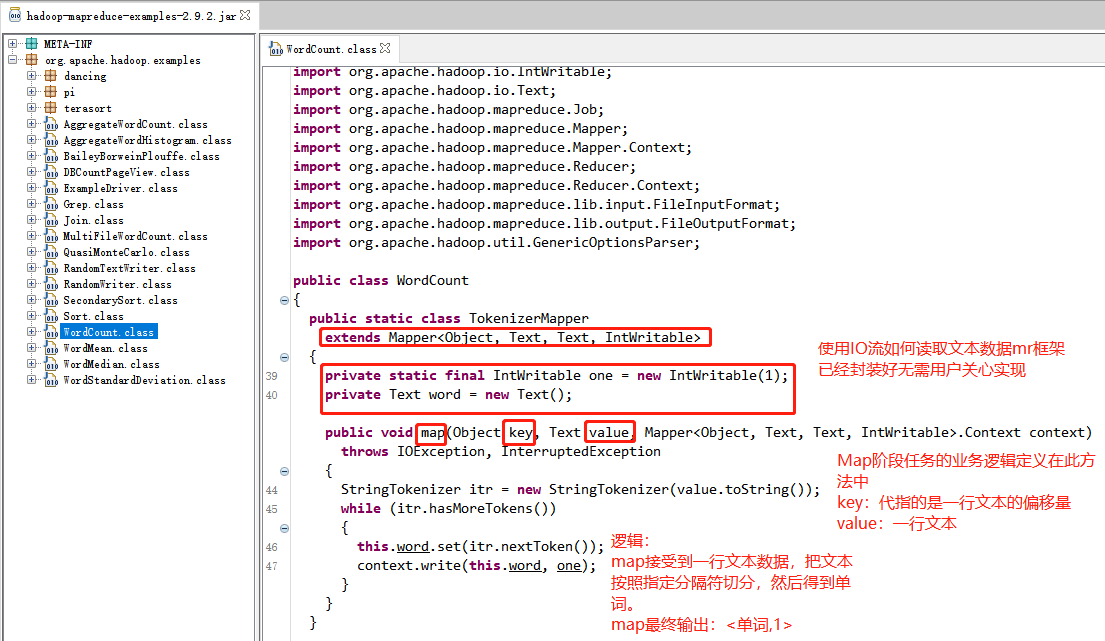 hadoop-mapreduce-examples-2.9.2.jar
META-INF
org.apache.hadoop.examples
dancing
pi
terasort
AggregateWordCount.class
AggregateWordHistogram.class
BaileyBorweinPlouffe.class
DBCountPageView.class
ExampleDriver.class
Grep.class
Join.class
MultiFileWordCount.class
QuasiMonteCarlo.class
RandomTextWriter.class
RandomWriter.class
SecondarySort.class
Sort.class
WordCount.class
WordMean.class
WordMedian.class
WordStandardDeviation.class
WordCount.class
import org.apache.hadoop.io.IntWritable;
import org.apache.hadoop.io.Text;
import org.apache.hadoop.mapreduce.Job;
import org.apache.hadoop.mapreduce.Mapper;
import org.apache.hadoop.mapreduce.Mapper.Context;
import org.apache.hadoop.mapreduce.Reducer;
import org.apache.hadoop.mapreduce.Reducer.Context;
import org.apache.hadoop.mapreduce.lib.input.FileInputFormat;
import org.apache.hadoop.mapreduce.lib.output.FileOutputFormat;
import org.apache.hadoop.util.GenericOptionsParser;
public class WordCount
{
public static class TokenizerMapper
extends Mapper<Object, Text, Text, IntWritable>
{
39 private static final IntWritable one = new IntWritable(1);
40 private Text word = new Text();
public void map(Object key, Text value, Mapper<Object, Text, Text, IntWritable>.Context context)
throws IOException, InterruptedException
{
44 StringTokenizer itr = new StringTokenizer(value.toString());
45 while (itr.hasMoreTokens())
{
46 this.word.set(itr.nextToken());
47 context.write(this.word, one);
}
}
}
使用IO流如何读取文本数据mr框架
已经封装好无需用户关心实现
Map阶段任务的业务逻辑定义在此方
法中
key：代指的是一行文本的偏移量
value：一行文本
逻辑：
map接受到一行文本数据，把文本
按照指定分隔符切分，然后得到单
词。
map最终输出：<单词,1>